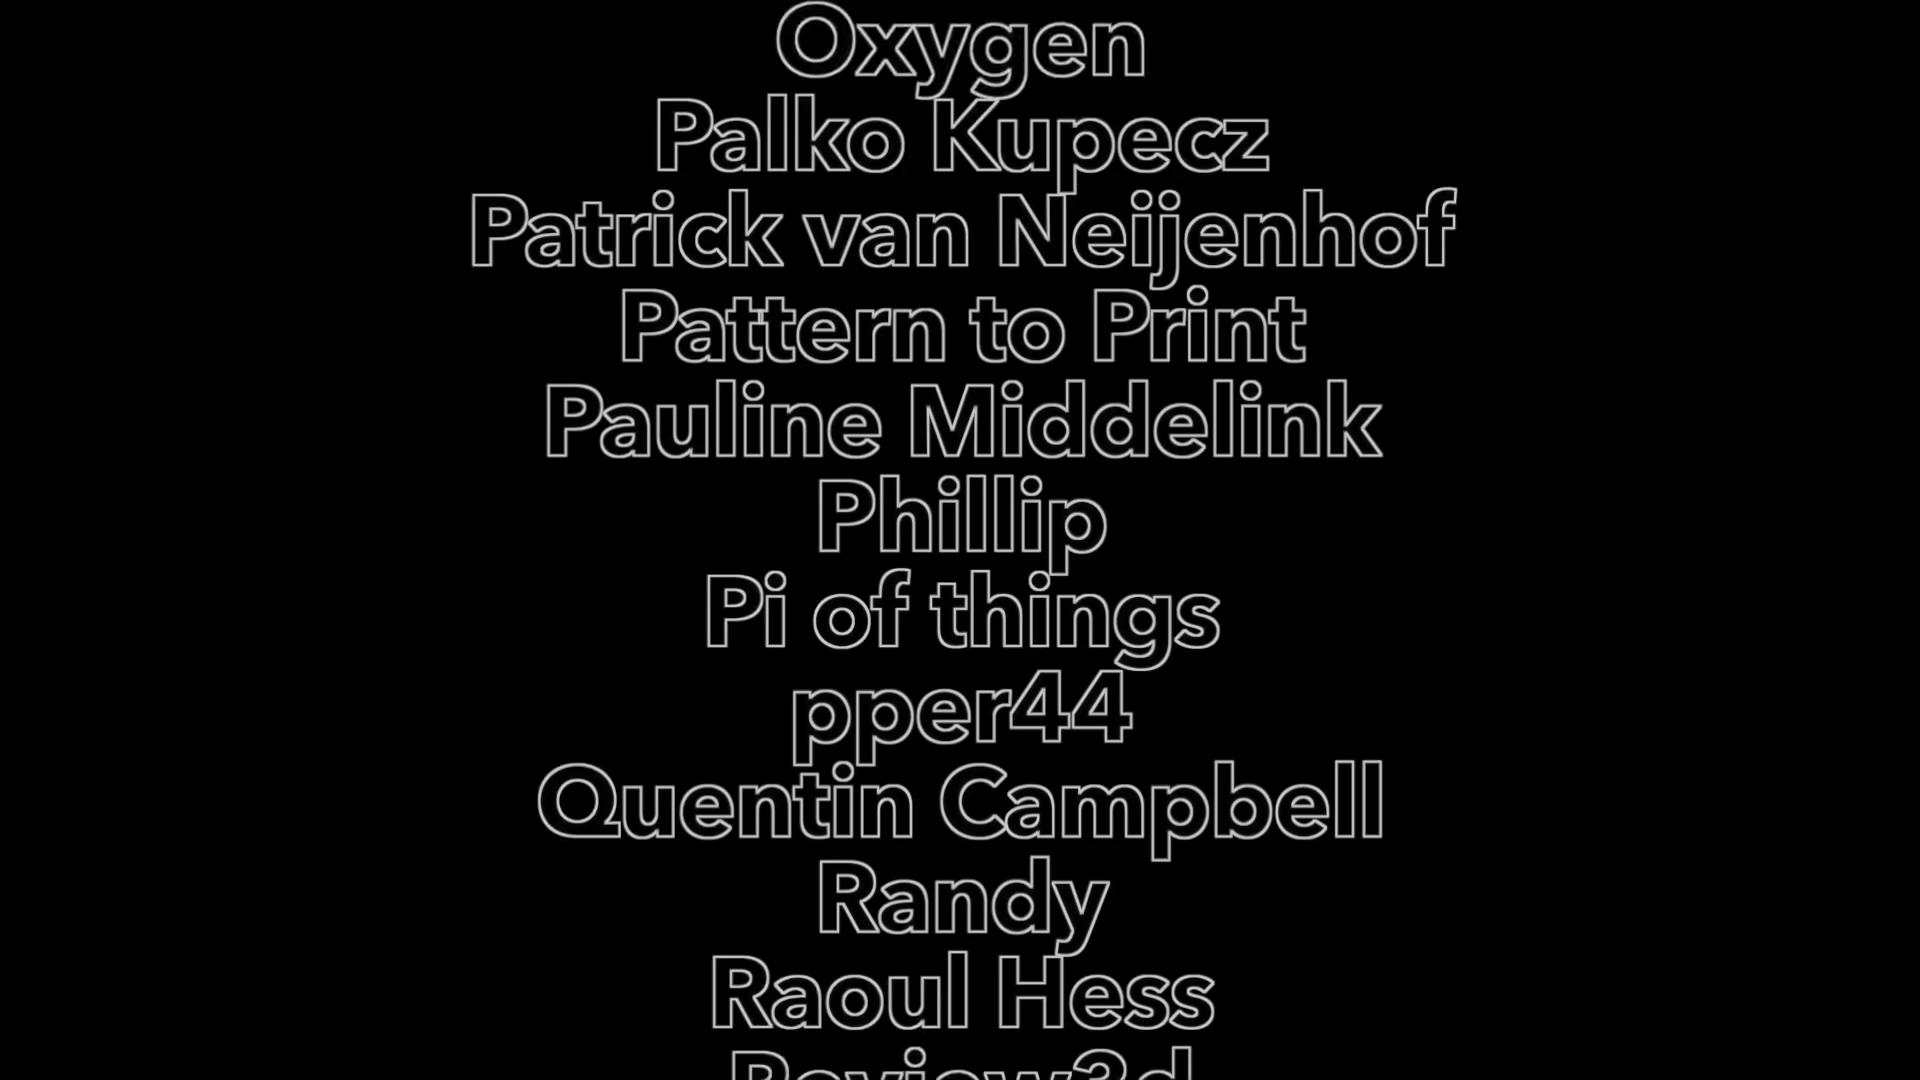 Oxygen
Palko Kupecz
Patrick van Neijenhof
Pattern to Print
Pauline Middelink
Phillip
Pi of things
pper44
Quentin Campbell
Randy
Raoul Hess
Review3d